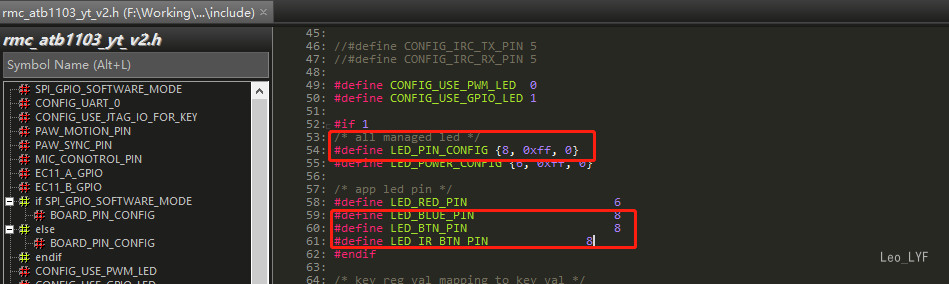 rmc_atb1103_yt_v2.h (F:\Working\...\include) ×
rmc_atb1103_yt_v2.h
Symbol Name (Alt+L)
SPI_GPIO_SOFTWARE_MODE
CONFIG_UART_0
CONFIG_USE_JTAG_IO_FOR_KEY
PAW_MOTION_PIN
PAW_SYNC_PIN
MIC_CONOTROL_PIN
EC11_A_GPIO
EC11_B_GPIO
if SPI_GPIO_SOFTWARE_MODE
BOARD_PIN_CONFIG
else
BOARD_PIN_CONFIG
endif
CONFIG_USE_PWM_LED
CONFIG_USE_GPIO_LED
45:
46: //#define CONFIG_IRC_TX_PIN 5
47: //#define CONFIG_IRC_RX_PIN 5
48:
49: #define CONFIG_USE_PWM_LED 0
50: #define CONFIG_USE_GPIO_LED 1
51:
52: #if 1
53: /* all managed led */
54: #define LED_PIN_CONFIG {8, 0xff, 0}
55: #define LED_POWER_CONFIG {6, 0xff, 0}
56:
57: /* app led pin */
58: #define LED_RED_PIN 6
59: #define LED_BLUE_PIN 8
60: #define LED_BTN_PIN 8
61: #define LED_IR_BTN_PIN 8
62: #endif
63:
64: /* key reg val mapping to key val */
Leo_LYF